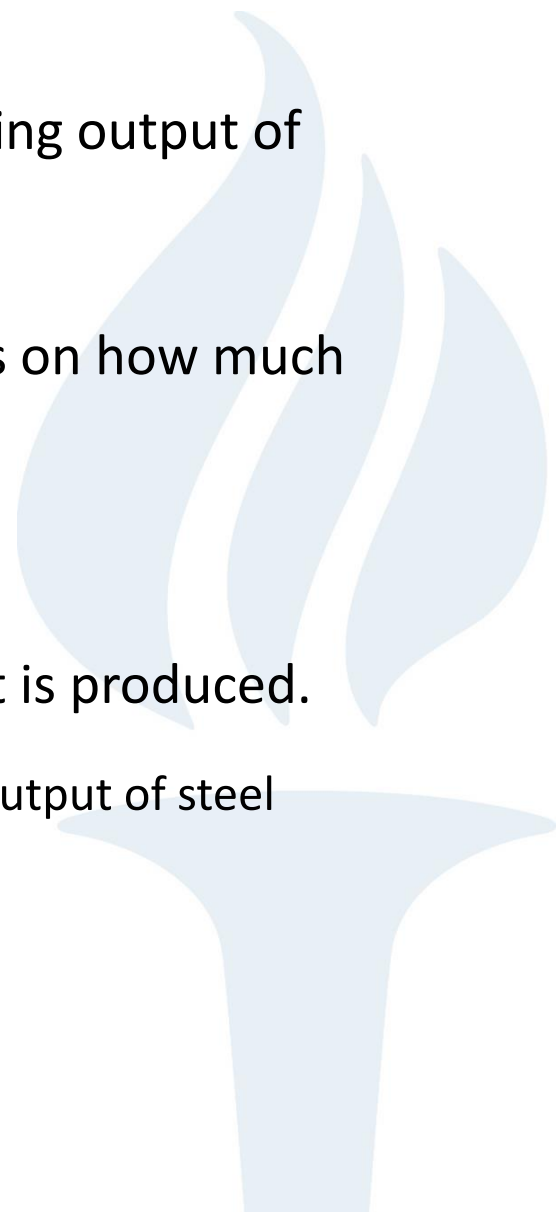 ing output of
s on how much
t is produced.
utput of steel